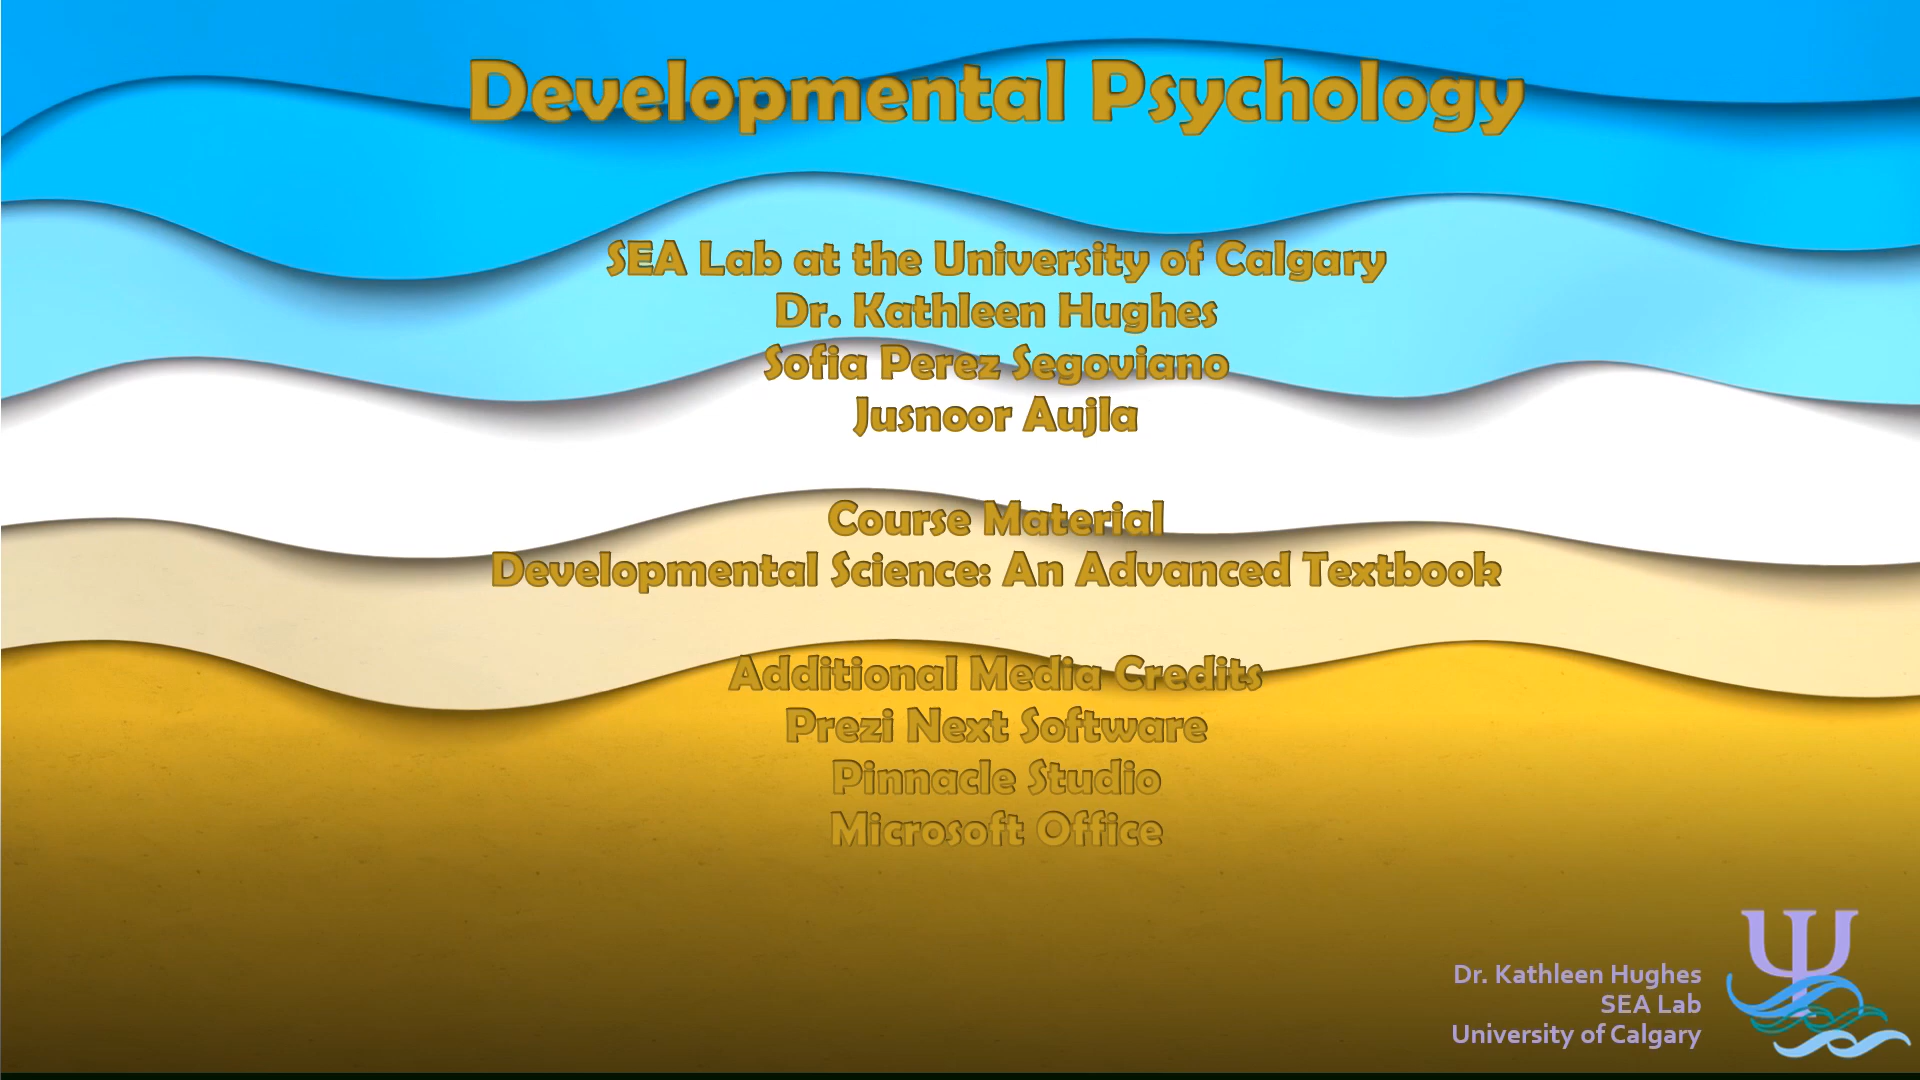 Developmental Psychology
SEA Lab at the University of Calgary
Dr. Kathleen Hughes
Sofia Perez Segoviano
Jusnoor Aujla
Course Material
Developmental Science: An Advanced Textbook
Additional Media Credits
Prezi Next Software
Pinnacle Studio
Microsoft Office
Dr. Kathleen Hughes
SEA Lab
University of Calgary